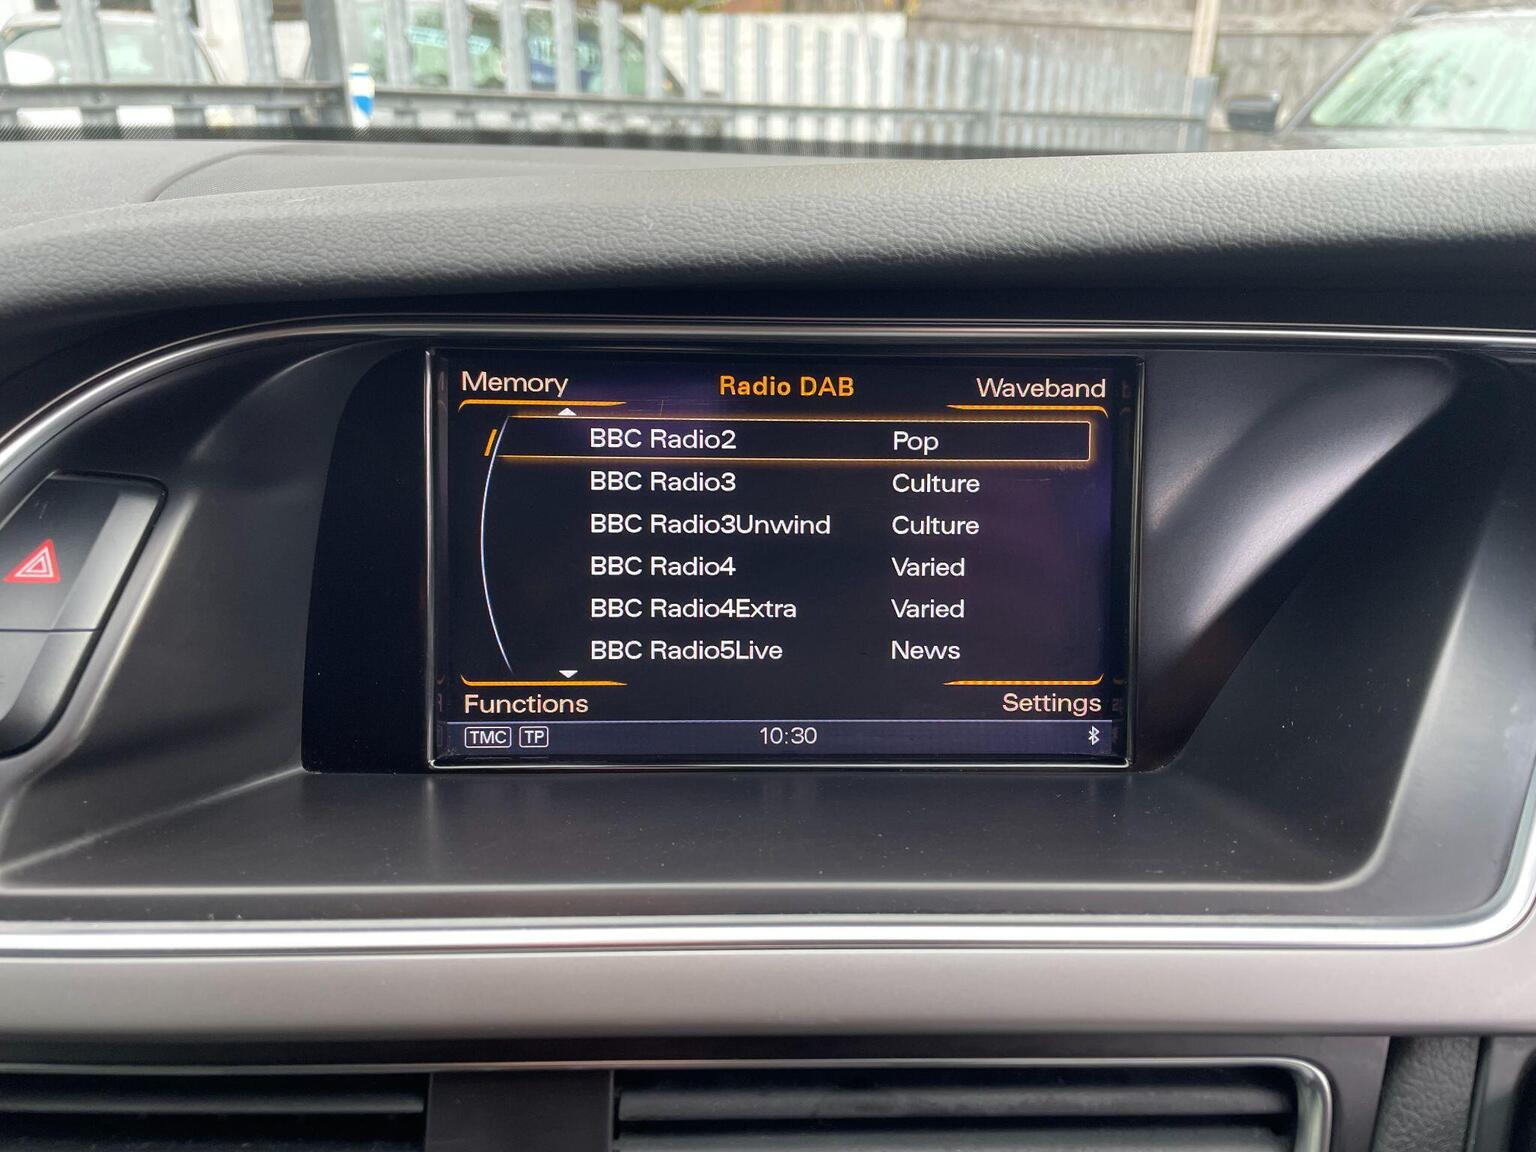 Memory Radio DAB Waveband
BBC Radio2 Pop
BBC Radio3 Culture
BBC Radio3Unwind Culture
BBC Radio4 Varied
BBC Radio4Extra Varied
BBC Radio5Live News
Functions Settings
TMC TP 10:30